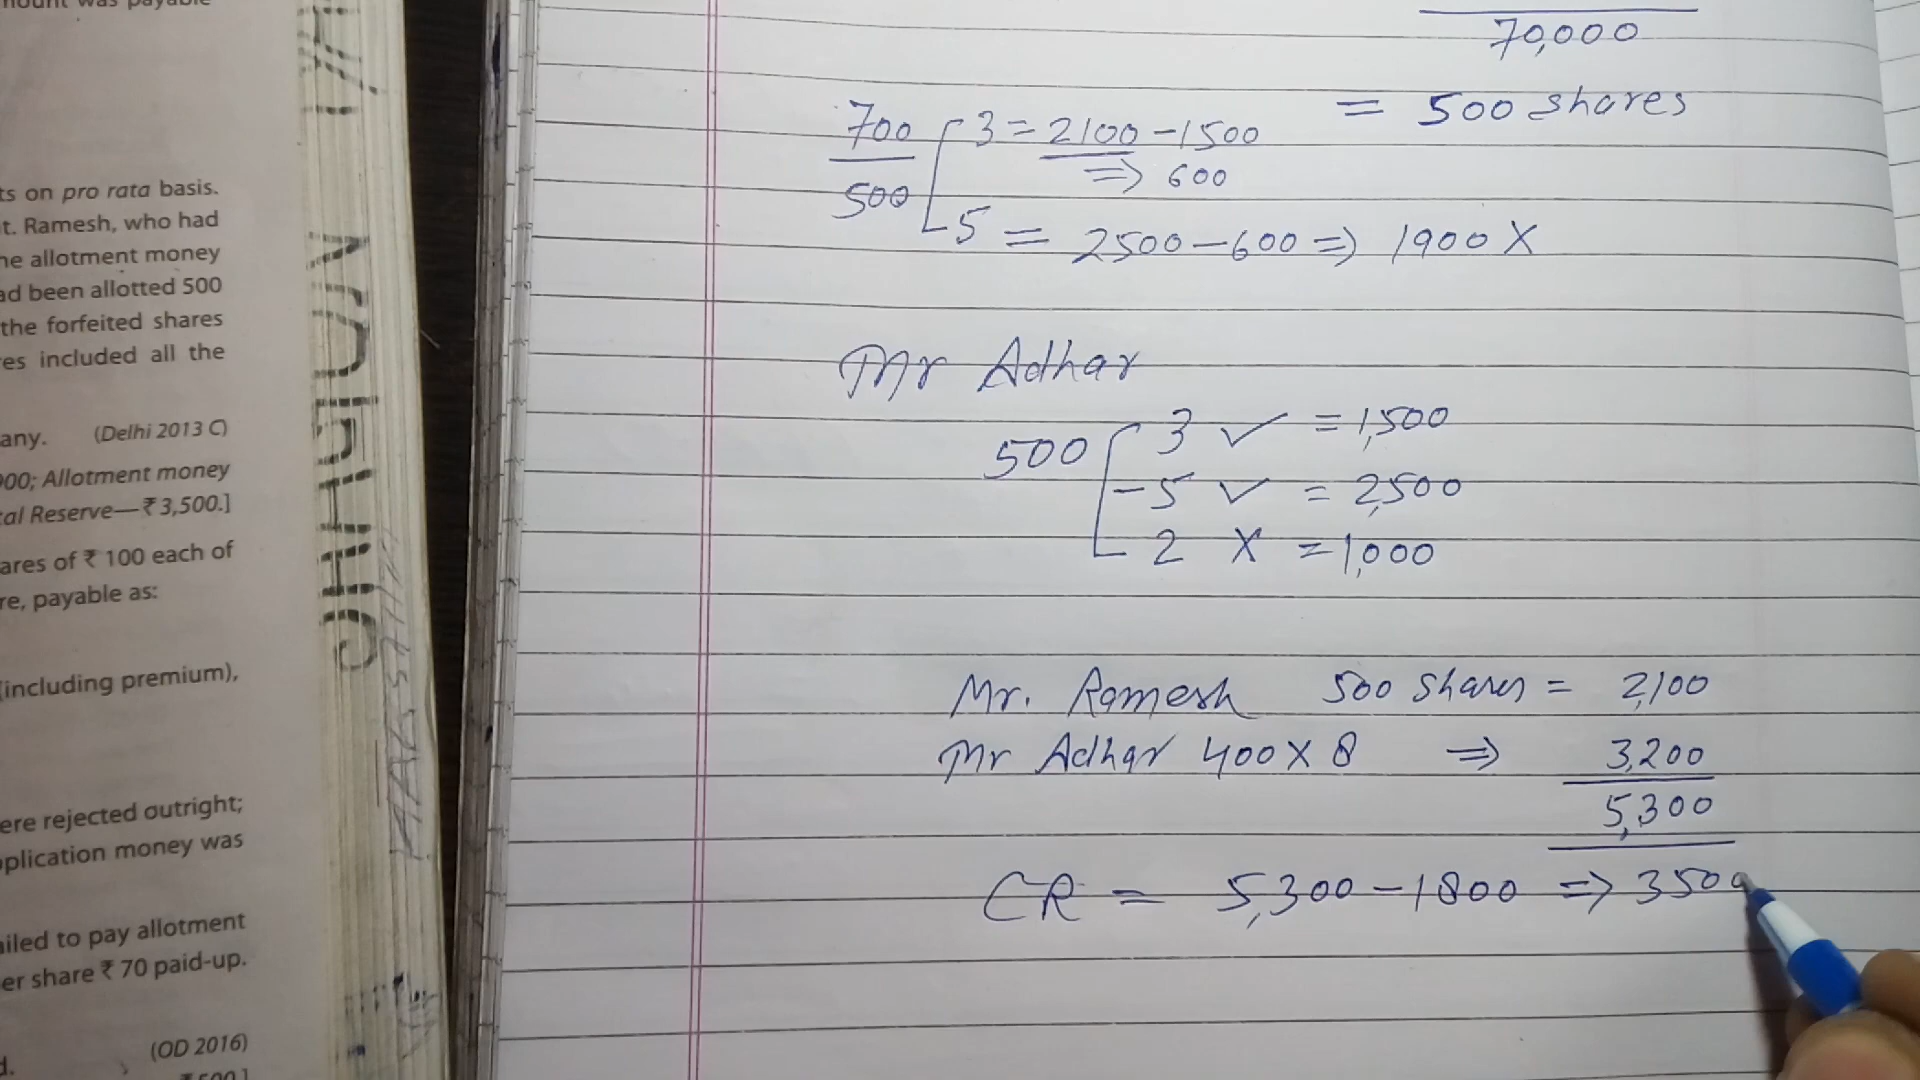 ts on pro rata basis.
t. Ramesh, who had
he allotment money
ad been allotted 500
the forfeited shares
es included all the
any. (Delhi 2013 C)
000; Allotment money
tal Reserve—₹ 3,500.]
ares of ₹ 100 each of
re, payable as:
(including premium),
ere rejected outright;
pplication money was
ailed to pay allotment
er share ₹ 70 paid-up.
(OD 2016)
d.
70,000
= 500 shares
700 3 = 2100 - 1500
⇒ 600
500 5 = 2500 - 600 ⇒ 1900 X
Mr Adhar
500 3 ✓ = 1,500
- 5 ✓ = 2,500
2 X = 1,000
Mr. Ramesh 500 shares = 2,100
Mr Adhar 400 X 8 ⇒ 3,200
5,300
CR = 5,300 - 1800 ⇒ 3500